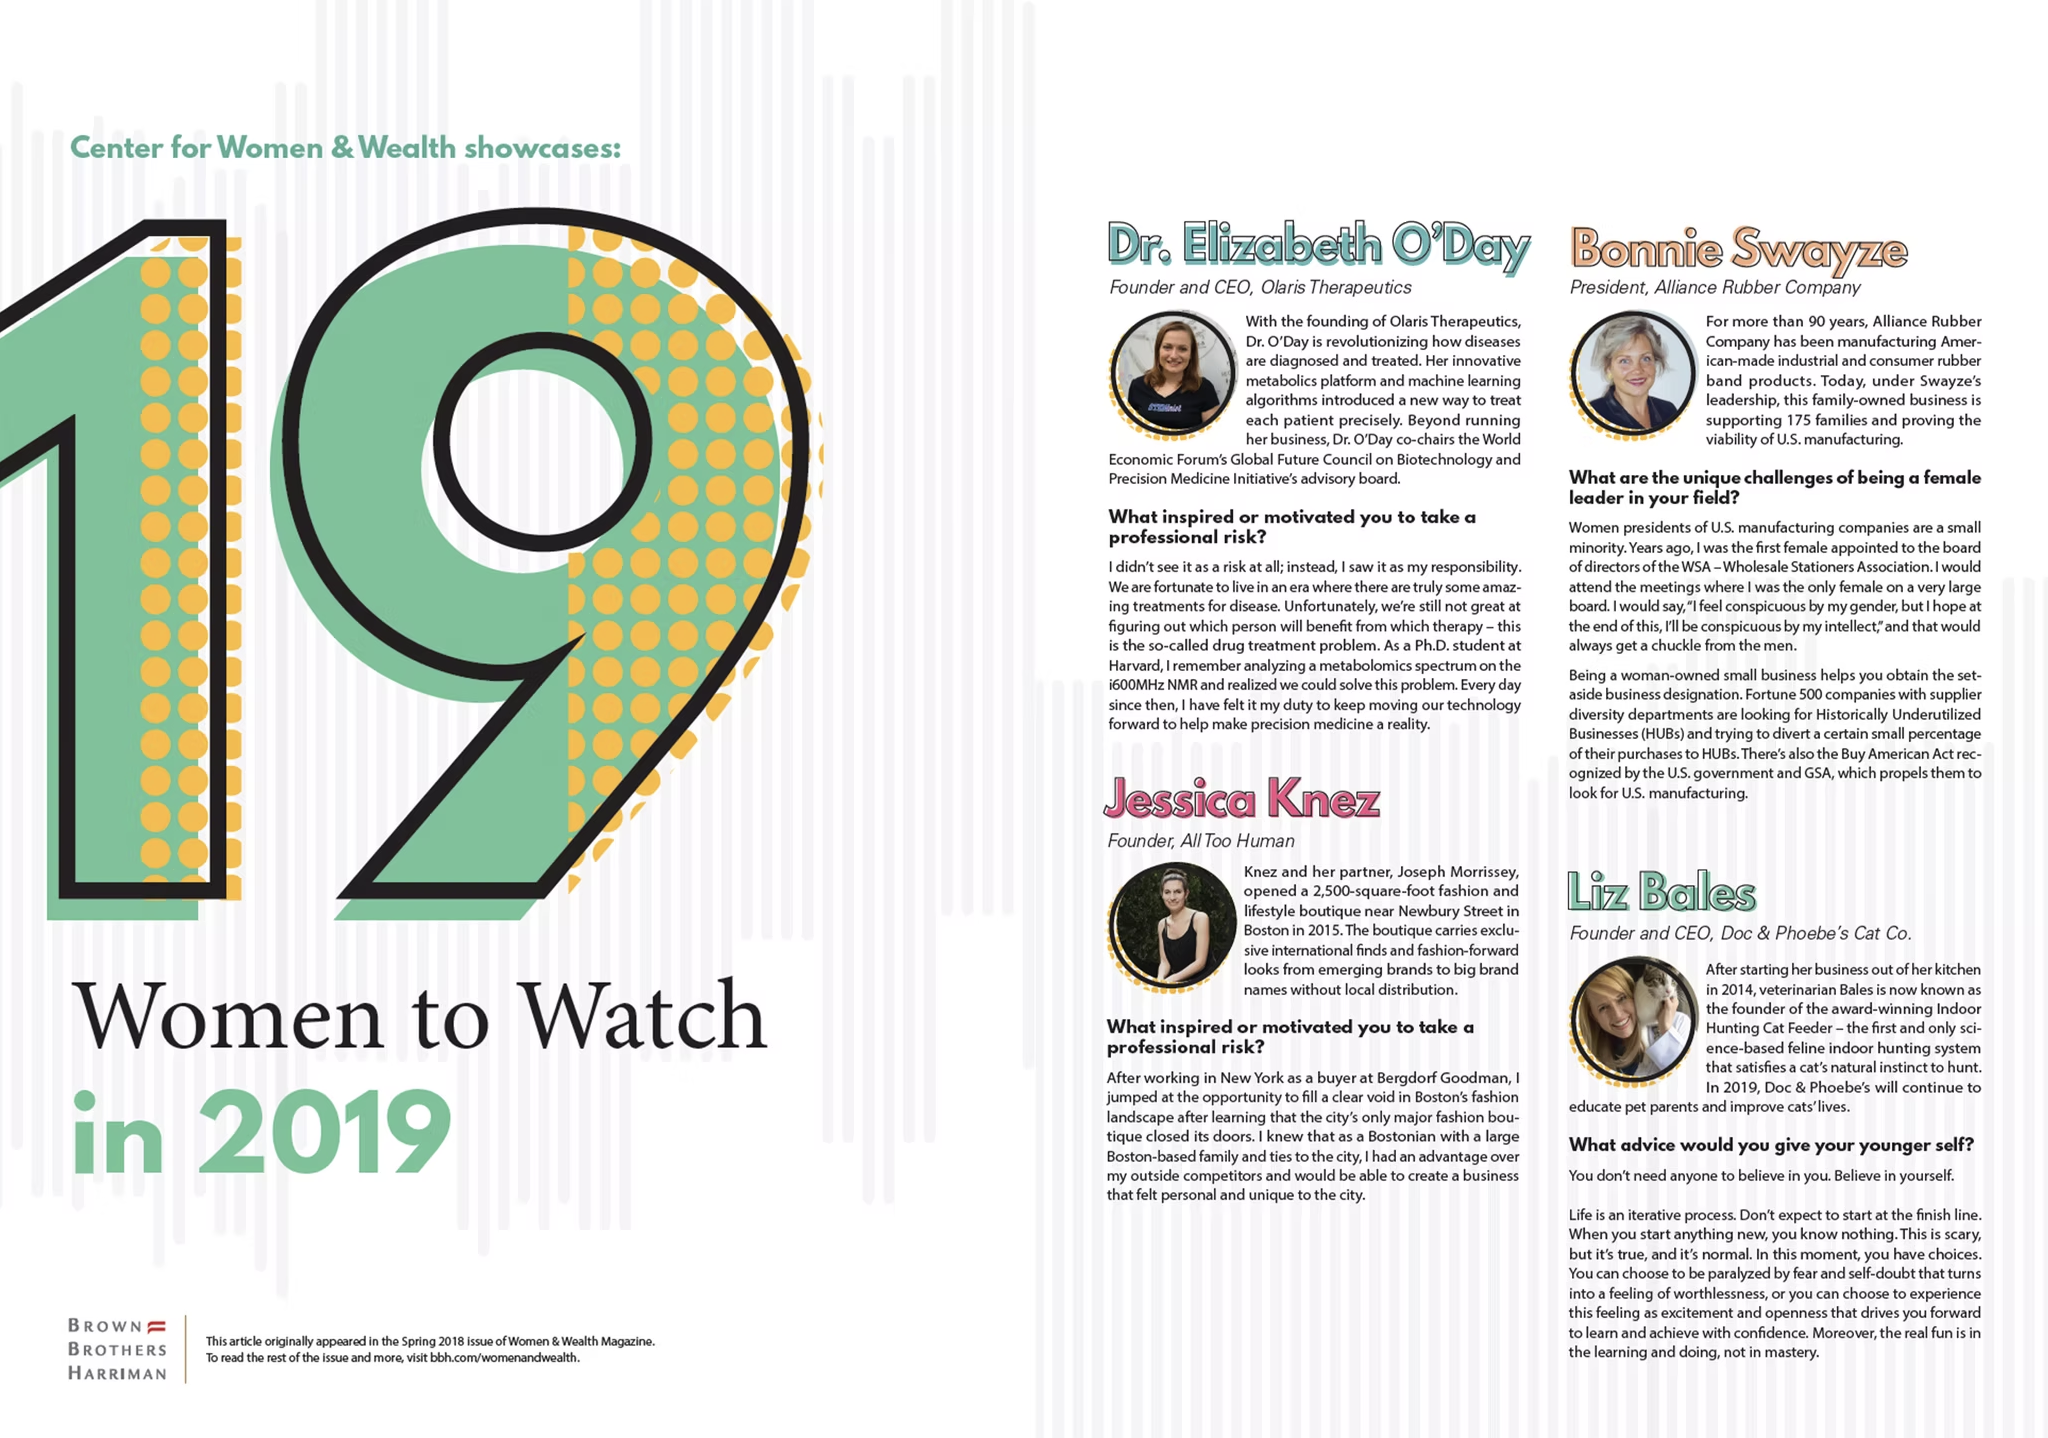 Center for Women & Wealth showcases:
19
Women to Watch
in 2019
BROWN
BROTHERS
HARRIMAN
This article originally appeared in the Spring 2018 issue of Women & Wealth Magazine.
To read the rest of the issue and more, visit bbh.com/womenandwealth.
Dr. Elizabeth O’Day
Founder and CEO, Olaris Therapeutics
STEMinist
With the founding of Olaris Therapeutics,
Dr. O’Day is revolutionizing how diseases
are diagnosed and treated. Her innovative
metabolics platform and machine learning
algorithms introduced a new way to treat
each patient precisely. Beyond running
her business, Dr. O’Day co-chairs the World
Economic Forum’s Global Future Council on Biotechnology and
Precision Medicine Initiative’s advisory board.
What inspired or motivated you to take a
professional risk?
I didn’t see it as a risk at all; instead, I saw it as my responsibility.
We are fortunate to live in an era where there are truly some amaz-
ing treatments for disease. Unfortunately, we’re still not great at
figuring out which person will benefit from which therapy – this
is the so-called drug treatment problem. As a Ph.D. student at
Harvard, I remember analyzing a metabolomics spectrum on the
i600MHz NMR and realized we could solve this problem. Every day
since then, I have felt it my duty to keep moving our technology
forward to help make precision medicine a reality.
Jessica Knez
Founder, All Too Human
Knez and her partner, Joseph Morrissey,
opened a 2,500-square-foot fashion and
lifestyle boutique near Newbury Street in
Boston in 2015. The boutique carries exclu-
sive international finds and fashion-forward
looks from emerging brands to big brand
names without local distribution.
What inspired or motivated you to take a
professional risk?
After working in New York as a buyer at Bergdorf Goodman, I
jumped at the opportunity to fill a clear void in Boston’s fashion
landscape after learning that the city’s only major fashion bou-
tique closed its doors. I knew that as a Bostonian with a large
Boston-based family and ties to the city, I had an advantage over
my outside competitors and would be able to create a business
that felt personal and unique to the city.
Bonnie Swayze
President, Alliance Rubber Company
For more than 90 years, Alliance Rubber
Company has been manufacturing Amer-
ican-made industrial and consumer rubber
band products. Today, under Swayze’s
leadership, this family-owned business is
supporting 175 families and proving the
viability of U.S. manufacturing.
What are the unique challenges of being a female
leader in your field?
Women presidents of U.S. manufacturing companies are a small
minority. Years ago, I was the first female appointed to the board
of directors of the WSA – Wholesale Stationers Association. I would
attend the meetings where I was the only female on a very large
board. I would say, “I feel conspicuous by my gender, but I hope at
the end of this, I’ll be conspicuous by my intellect,” and that would
always get a chuckle from the men.
Being a woman-owned small business helps you obtain the set-
aside business designation. Fortune 500 companies with supplier
diversity departments are looking for Historically Underutilized
Businesses (HUBs) and trying to divert a certain small percentage
of their purchases to HUBs. There’s also the Buy American Act rec-
ognized by the U.S. government and GSA, which propels them to
look for U.S. manufacturing.
Liz Bales
Founder and CEO, Doc & Phoebe’s Cat Co.
After starting her business out of her kitchen
in 2014, veterinarian Bales is now known as
the founder of the award-winning Indoor
Hunting Cat Feeder – the first and only sci-
ence-based feline indoor hunting system
that satisfies a cat’s natural instinct to hunt.
In 2019, Doc & Phoebe’s will continue to
educate pet parents and improve cats’ lives.
What advice would you give your younger self?
You don’t need anyone to believe in you. Believe in yourself.
Life is an iterative process. Don’t expect to start at the finish line.
When you start anything new, you know nothing. This is scary,
but it’s true, and it’s normal. In this moment, you have choices.
You can choose to be paralyzed by fear and self-doubt that turns
into a feeling of worthlessness, or you can choose to experience
this feeling as excitement and openness that drives you forward
to learn and achieve with confidence. Moreover, the real fun is in
the learning and doing, not in mastery.